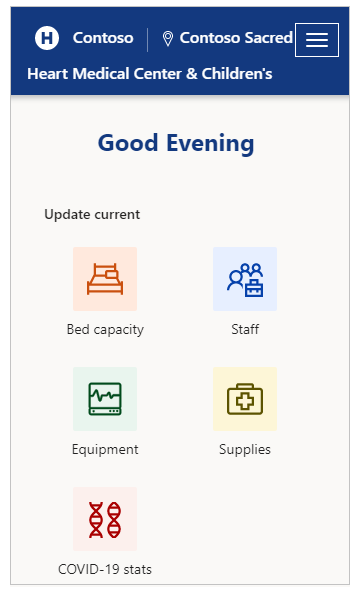 H Contoso Contoso Sacred
Heart Medical Center & Children's
Good Evening
Update current
Bed capacity Staff
Equipment Supplies
COVID-19 stats